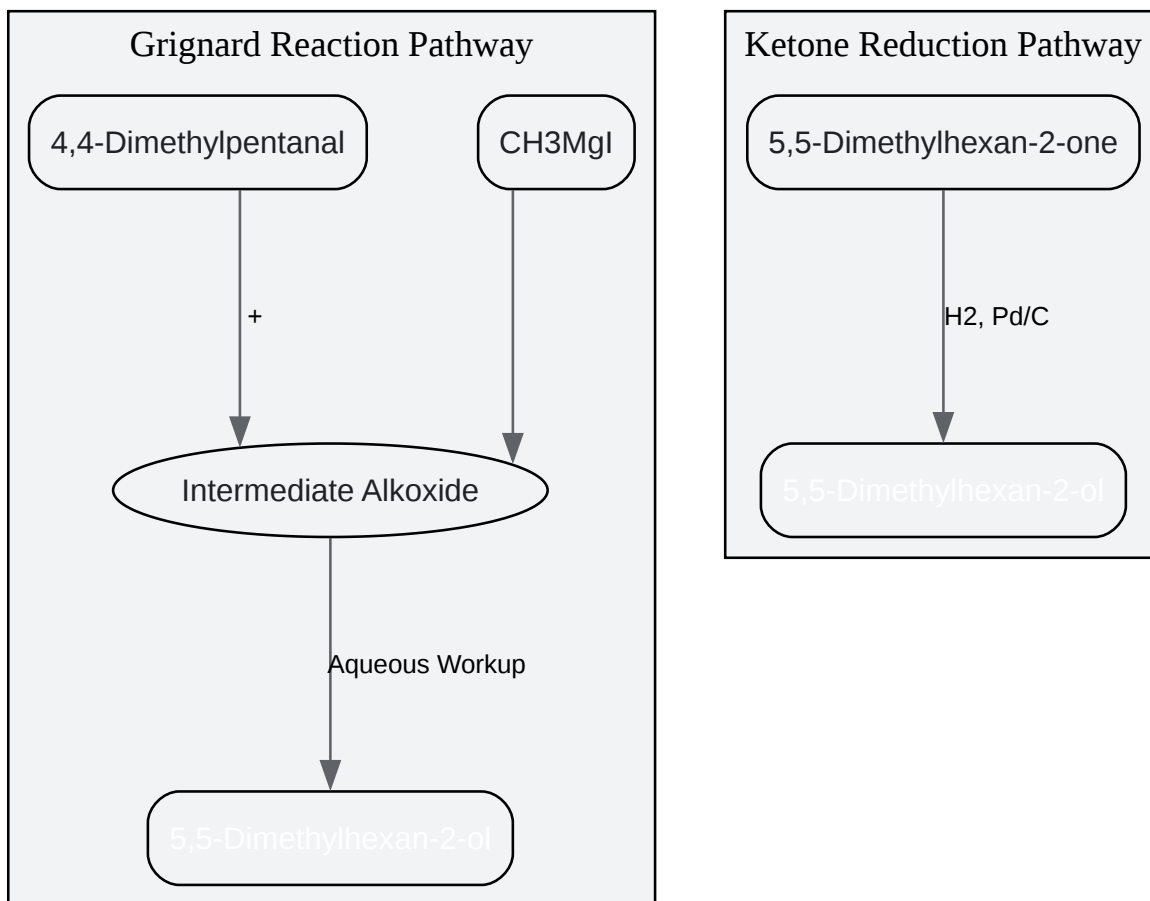 Grignard Reaction Pathway
4,4-Dimethylpentanal
CH3MgI
+
Intermediate Alkoxide
Aqueous Workup
5,5-Dimethylhexan-2-ol
Ketone Reduction Pathway
5,5-Dimethylhexan-2-one
H2, Pd/C
5,5-Dimethylhexan-2-ol